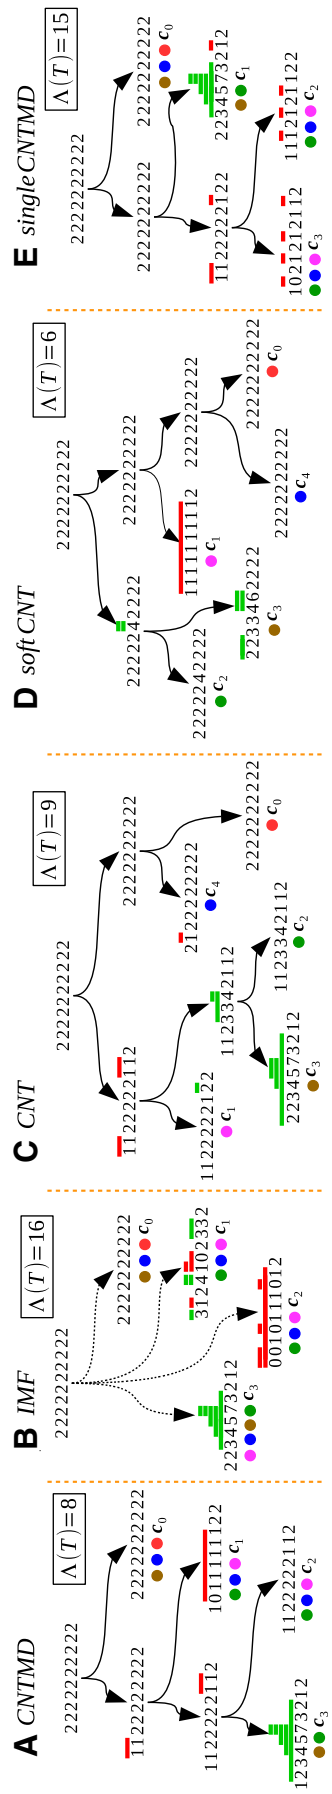 A CNTMD
Λ(T)=8
2222222222
1122222222
2222222222
c0
1122222112
1011111122
c1
1234573212
c3
1122222112
c2
B IMF
Λ(T)=16
2222222222
2222222222
c0
3124102332
c1
2234573212
c3
0010111012
c2
C CNT
Λ(T)=9
2222222222
1122222112
2222222222
1122222122
c1
1123342112
2122222222
c4
2222222222
c0
2234573212
c3
1123342112
c2
D soft CNT
Λ(T)=6
2222222222
2222242222
2222222222
2222242222
c2
1111111112
c1
2222222222
2233462222
c3
2222222222
c4
2222222222
c0
E single CNTMD
Λ(T)=15
2222222222
2222222222
2222222222
c0
1122222122
2234573212
c1
1021212112
c3
1112121122
c2